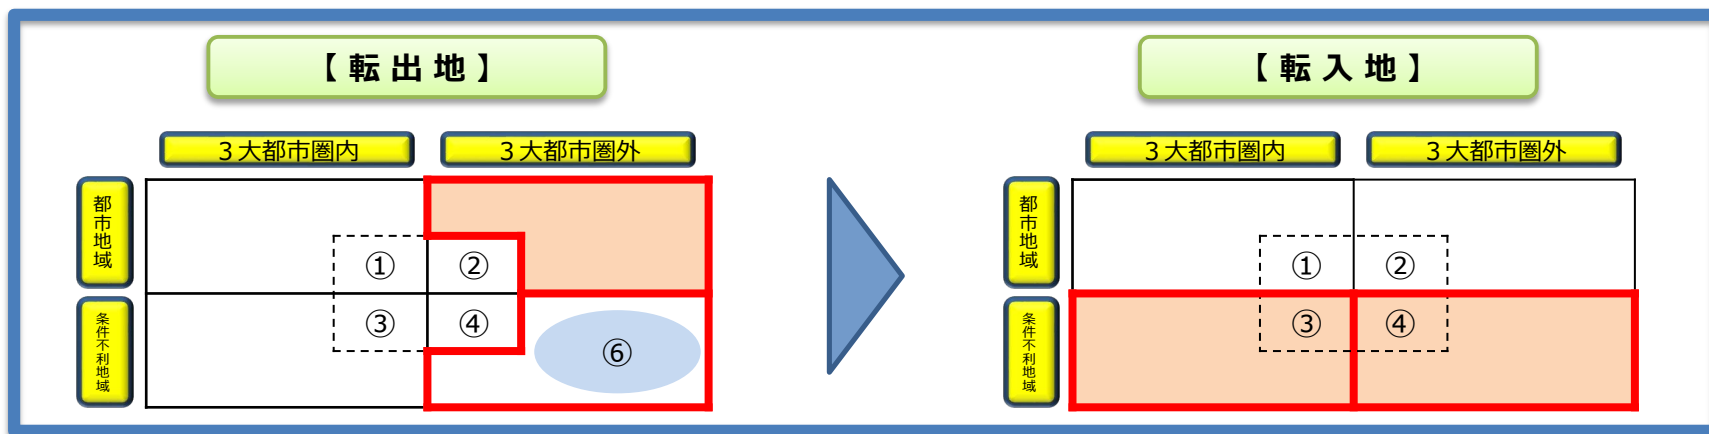 【転出地】
3大都市圏内
3大都市圏外
都市地域
①
②
条件不利地域
③
④
⑥
【転入地】
3大都市圏内
3大都市圏外
都市地域
①
②
条件不利地域
③
④